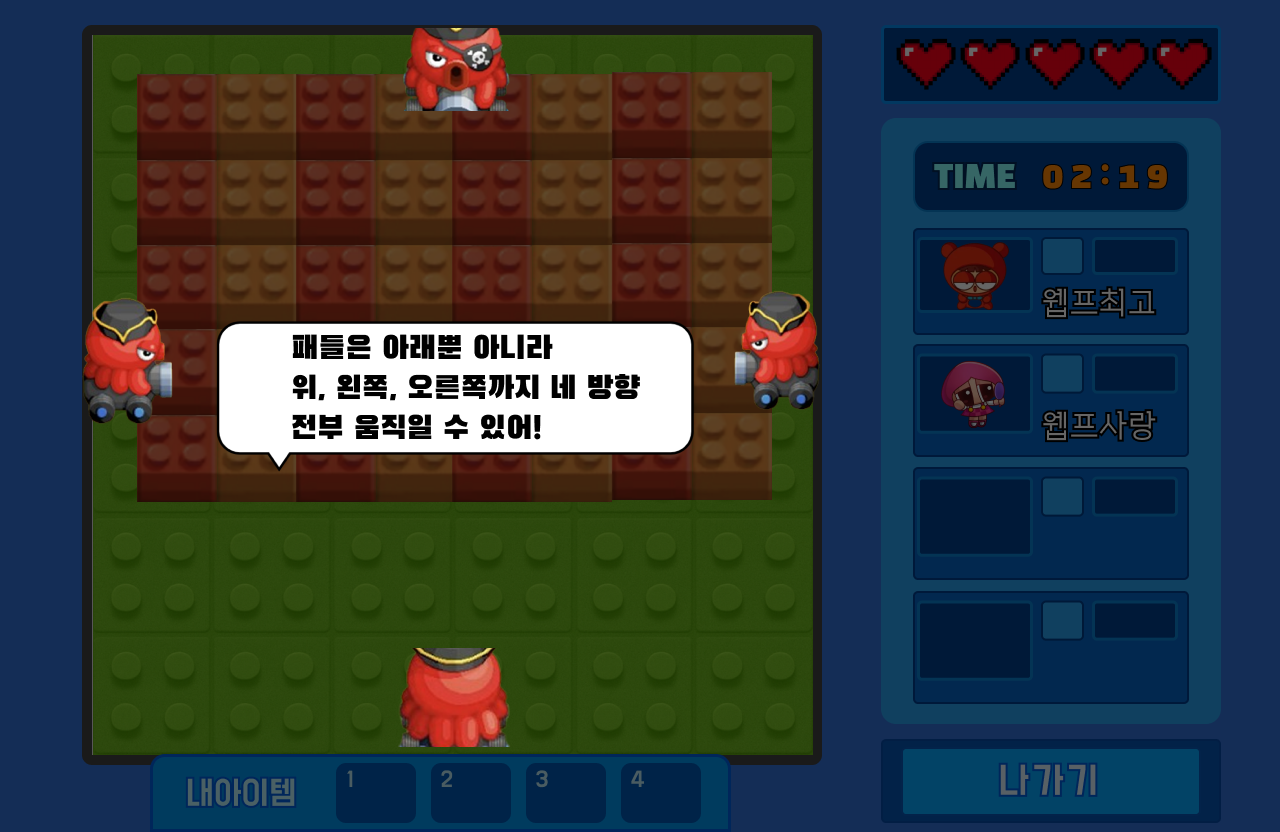 TIME 02:19
웹프최고
패들은 아래뿐 아니라
위, 왼쪽, 오른쪽까지 네 방향
전부 움직일 수 있어!
웹프사랑
내아이템 1 2 3 4
나가기